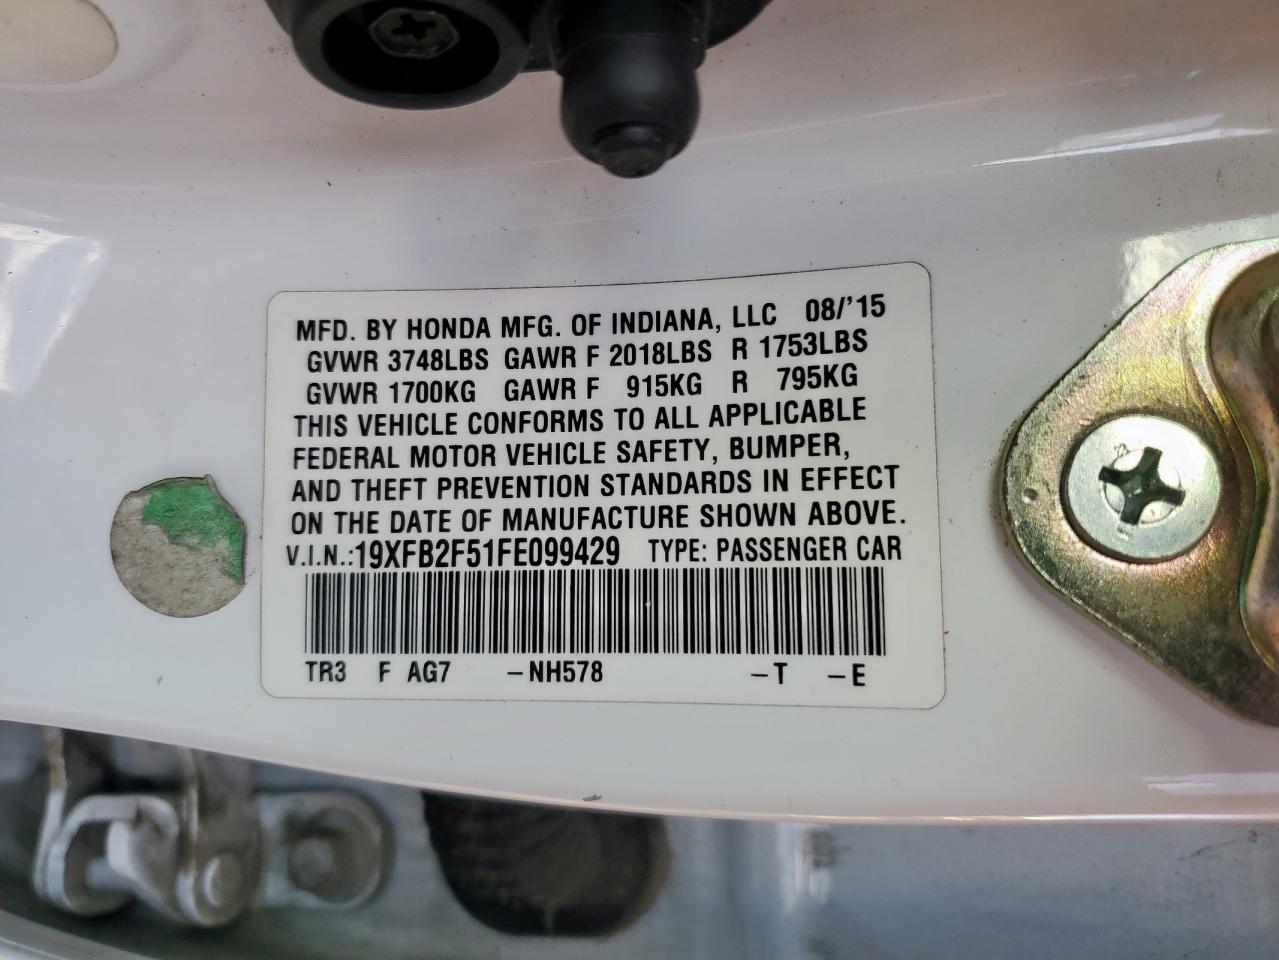 MFD. BY HONDA MFG. OF INDIANA, LLC 08/'15
GVWR 3748LBS GAWR F 2018LBS R 1753LBS
GVWR 1700KG GAWR F 915KG R 795KG
THIS VEHICLE CONFORMS TO ALL APPLICABLE
FEDERAL MOTOR VEHICLE SAFETY, BUMPER,
AND THEFT PREVENTION STANDARDS IN EFFECT
ON THE DATE OF MANUFACTURE SHOWN ABOVE.
V.I.N.:19XFB2F51FE099429 TYPE: PASSENGER CAR
TR3 F AG7 –NH578 –T –E